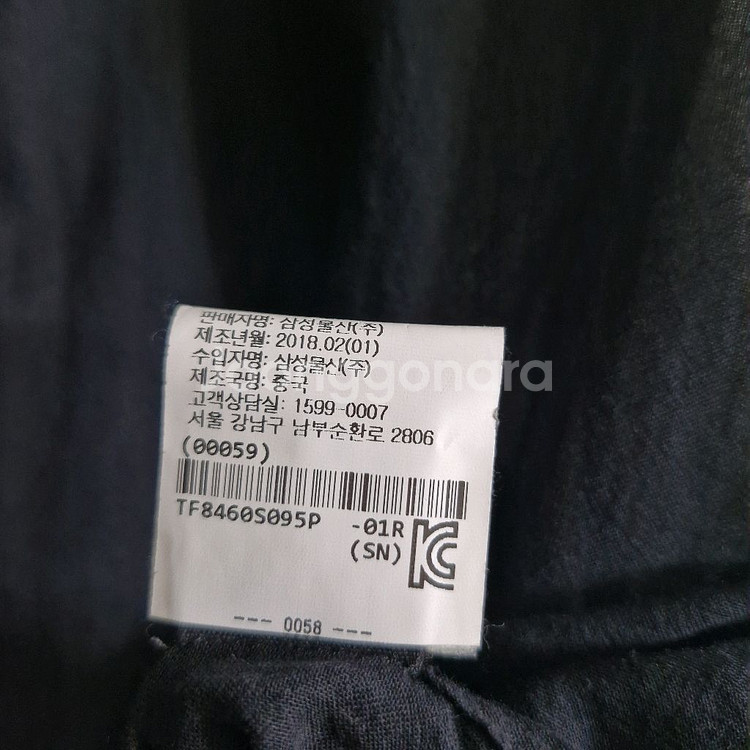 판매자명: 삼성물산(주)
제조년월: 2018.02(01)
수입자명: 삼성물산(주)
제조국명: 중국
고객상담실: 1599-0007
서울 강남구 남부순환로 2806
(00059)
TF8460S095P -01R
(SN)
--- 0058 ---